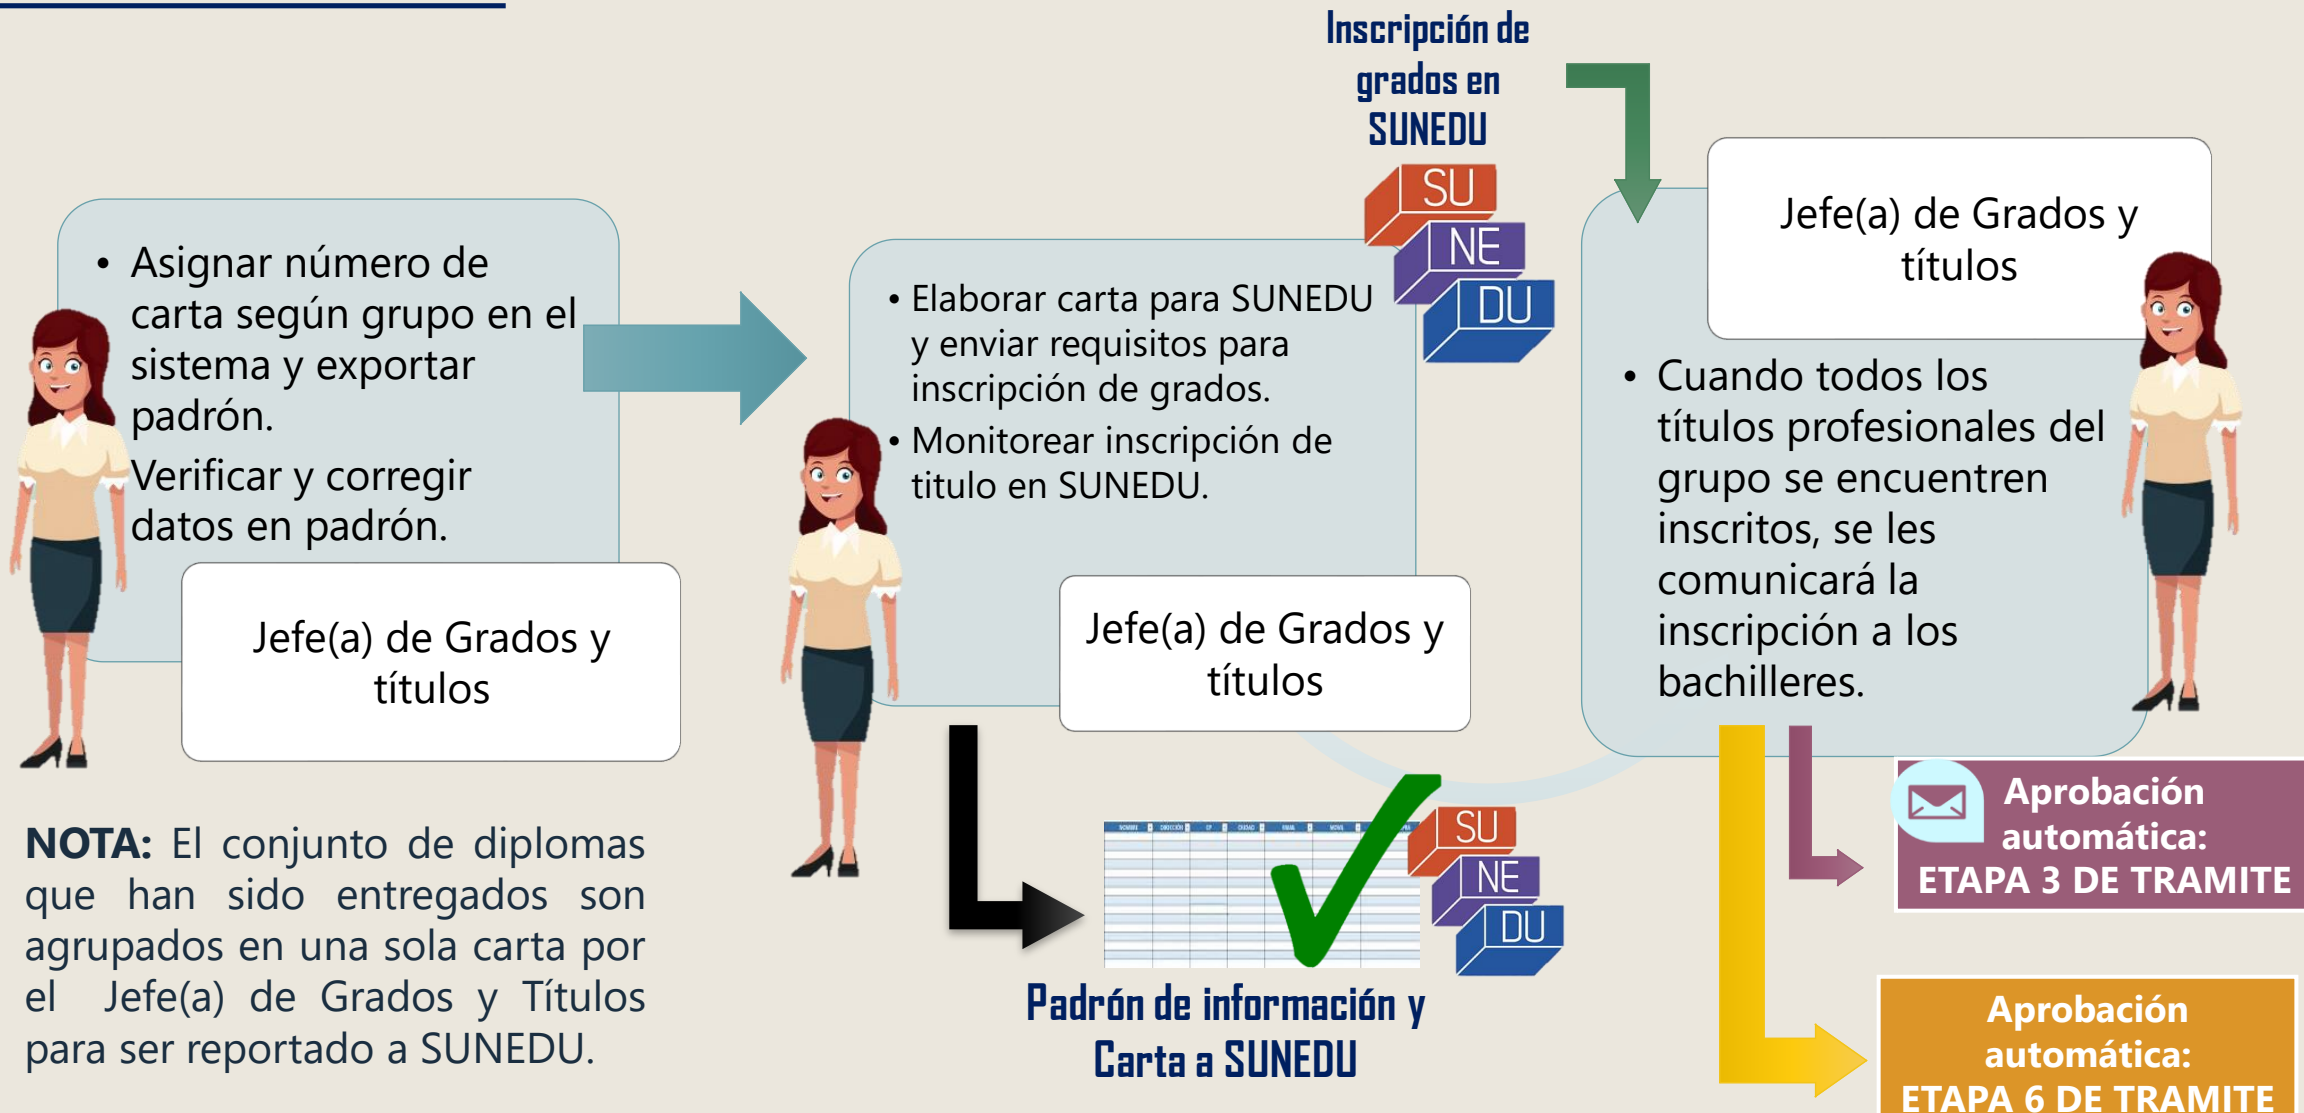 • Asignar número de
carta según grupo en el
sistema y exportar
padrón.
Verificar y corregir
datos en padrón.
Jefe(a) de Grados y
títulos
NOTA: El conjunto de diplomas
que han sido entregados son
agrupados en una sola carta por
el Jefe(a) de Grados y Títulos
para ser reportado a SUNEDU.
Inscripción de
grados en
SUNEDU
SU
NE
DU
• Elaborar carta para SUNEDU
y enviar requisitos para
inscripción de grados.
• Monitorear inscripción de
titulo en SUNEDU.
Jefe(a) de Grados y
títulos
NOMBRE DIRECCIÓN CP CIUDAD EMAIL MOVIL
SU
NE
DU
Padrón de información y
Carta a SUNEDU
Jefe(a) de Grados y
títulos
• Cuando todos los
títulos profesionales del
grupo se encuentren
inscritos, se les
comunicará la
inscripción a los
bachilleres.
Aprobación
automática:
ETAPA 3 DE TRAMITE
Aprobación
automática:
ETAPA 6 DE TRAMITE